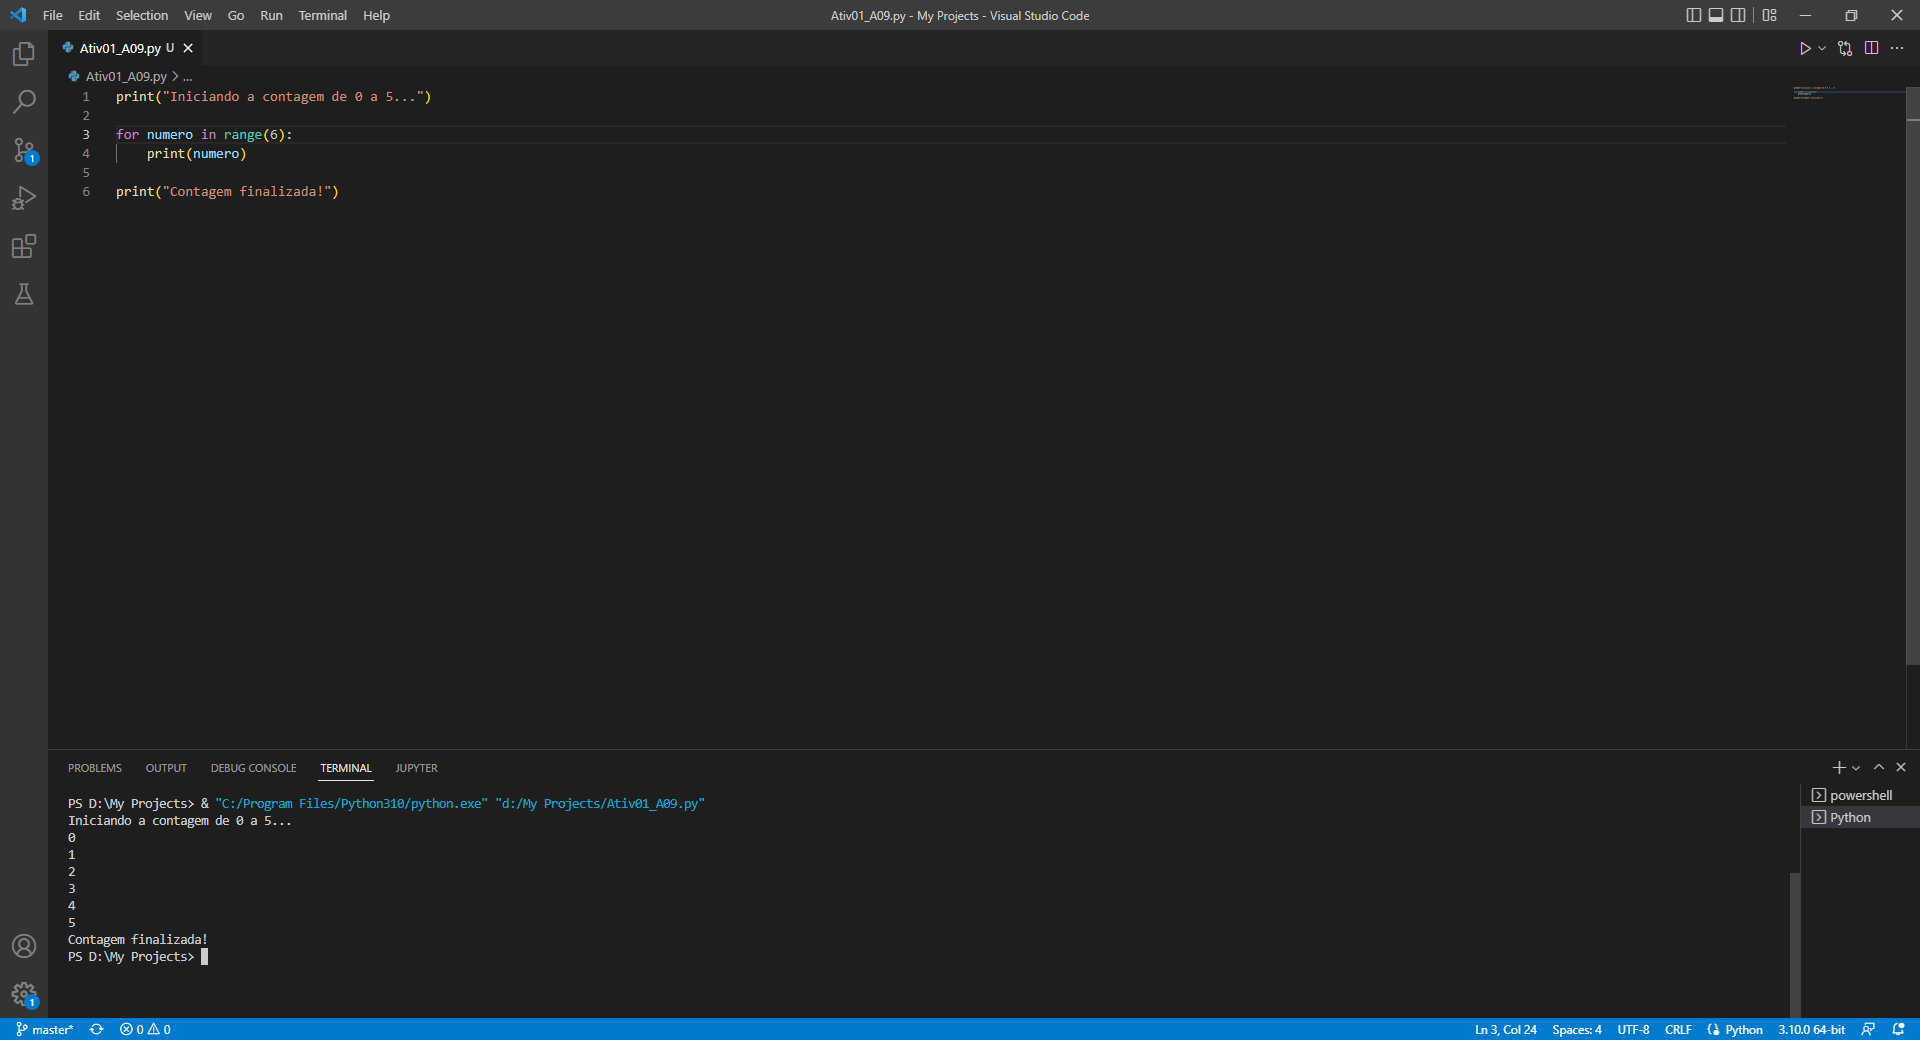 File Edit Selection View Go Run Terminal Help Ativ01_A09.py - My Projects - Visual Studio Code
Ativ01_A09.py U
Ativ01_A09.py > ...
1 print("Iniciando a contagem de 0 a 5...")
2
3 for numero in range(6):
4 print(numero)
5
6 print("Contagem finalizada!")
PROBLEMS OUTPUT DEBUG CONSOLE TERMINAL JUPYTER
PS D:\My Projects> & "C:/Program Files/Python310/python.exe" "d:/My Projects/Ativ01_A09.py"
Iniciando a contagem de 0 a 5...
0
1
2
3
4
5
Contagem finalizada!
PS D:\My Projects>
powershell
Python
1
1
master* 0 0 Ln 3, Col 24 Spaces: 4 UTF-8 CRLF Python 3.10.0 64-bit